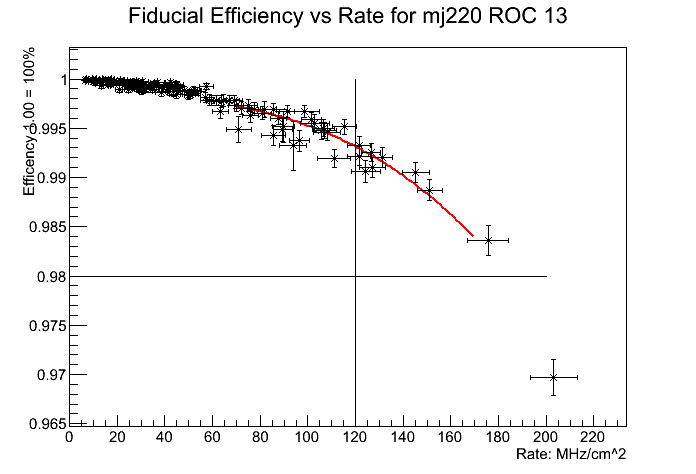 Fiducial Efficiency vs Rate for mj220 ROC 13
Efficency 1.00 = 100%
1
0.995
0.99
0.985
0.98
0.975
0.97
0.965
0 20 40 60 80 100 120 140 160 180 200 220
Rate: MHz/cm^2